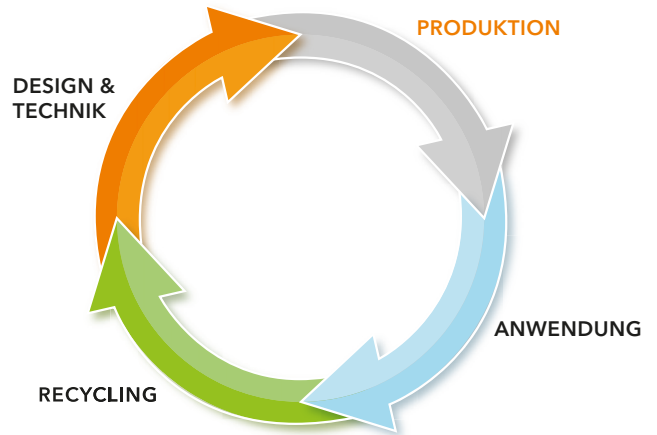 PRODUKTION
DESIGN &
TECHNIK
ANWENDUNG
RECYCLING